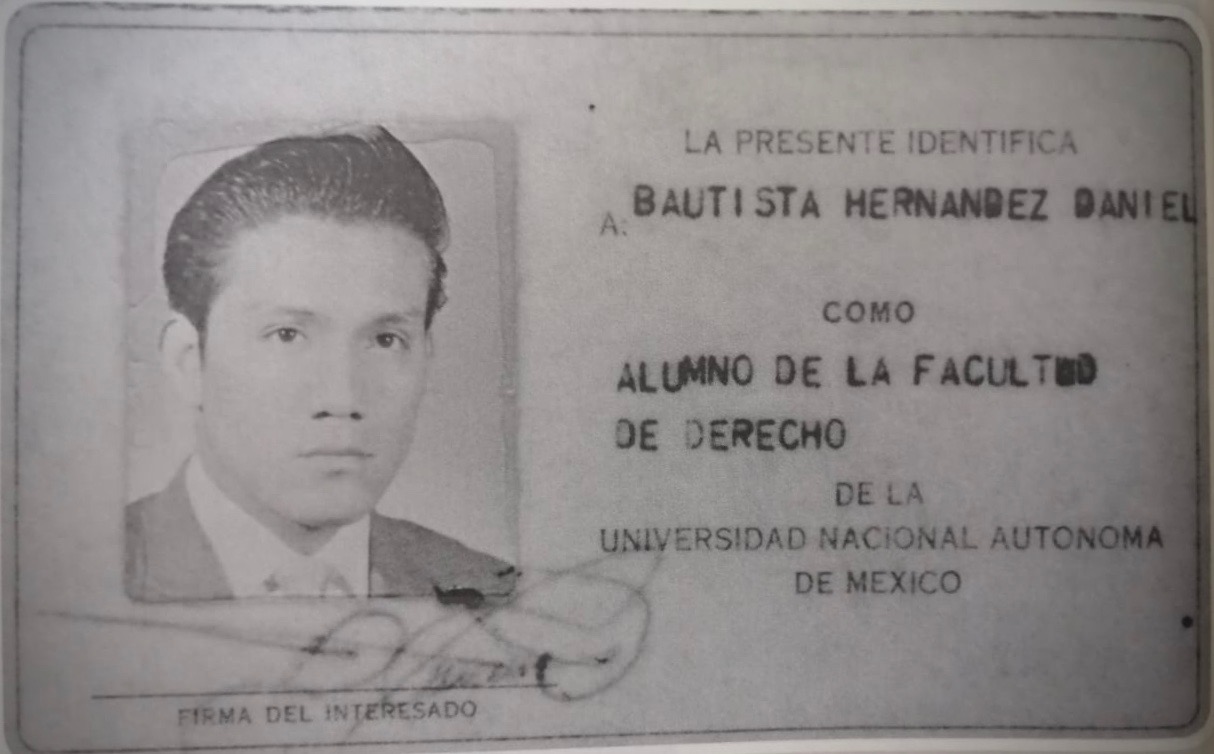 LA PRESENTE IDENTIFICA
A: BAUTISTA HERNANDEZ DANIEL
COMO
ALUMNO DE LA FACULTAD
DE DERECHO
DE LA
UNIVERSIDAD NACIONAL AUTONOMA
DE MEXICO
FIRMA DEL INTERESADO